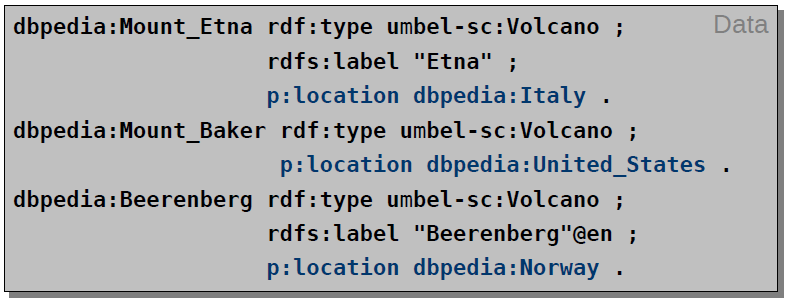 Data
dbpedia:Mount_Etna rdf:type umbel-sc:Volcano ;
rdfs:label "Etna" ;
p:location dbpedia:Italy .
dbpedia:Mount_Baker rdf:type umbel-sc:Volcano ;
p:location dbpedia:United_States .
dbpedia:Beerenberg rdf:type umbel-sc:Volcano ;
rdfs:label "Beerenberg"@en ;
p:location dbpedia:Norway .